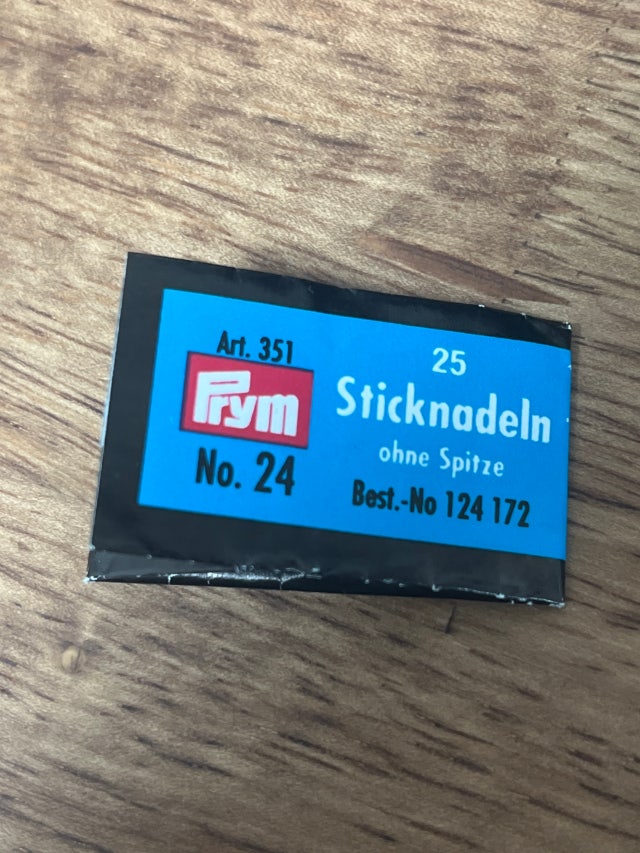 Art. 351
Prym
No. 24
25
Sticknadeln
ohne Spitze
Best.-No 124 172